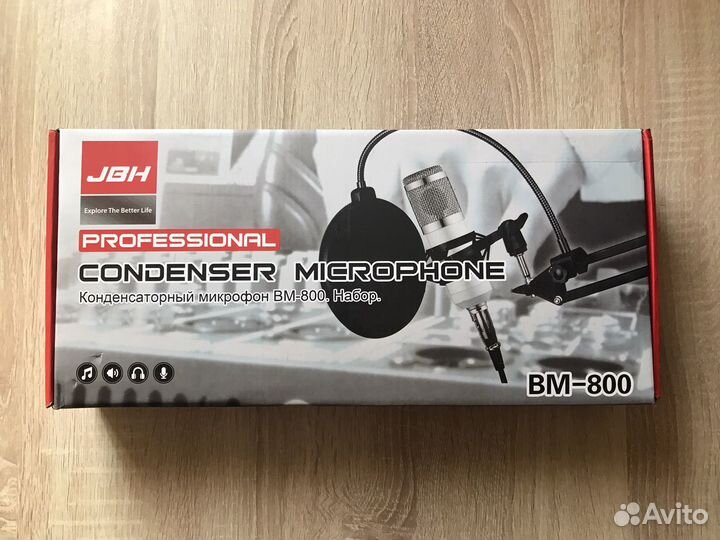 JBH
Explore The Better Life
PROFESSIONAL
CONDENSER MICROPHONE
Конденсаторный микрофон BM-800. Набор.
BM-800
Avito